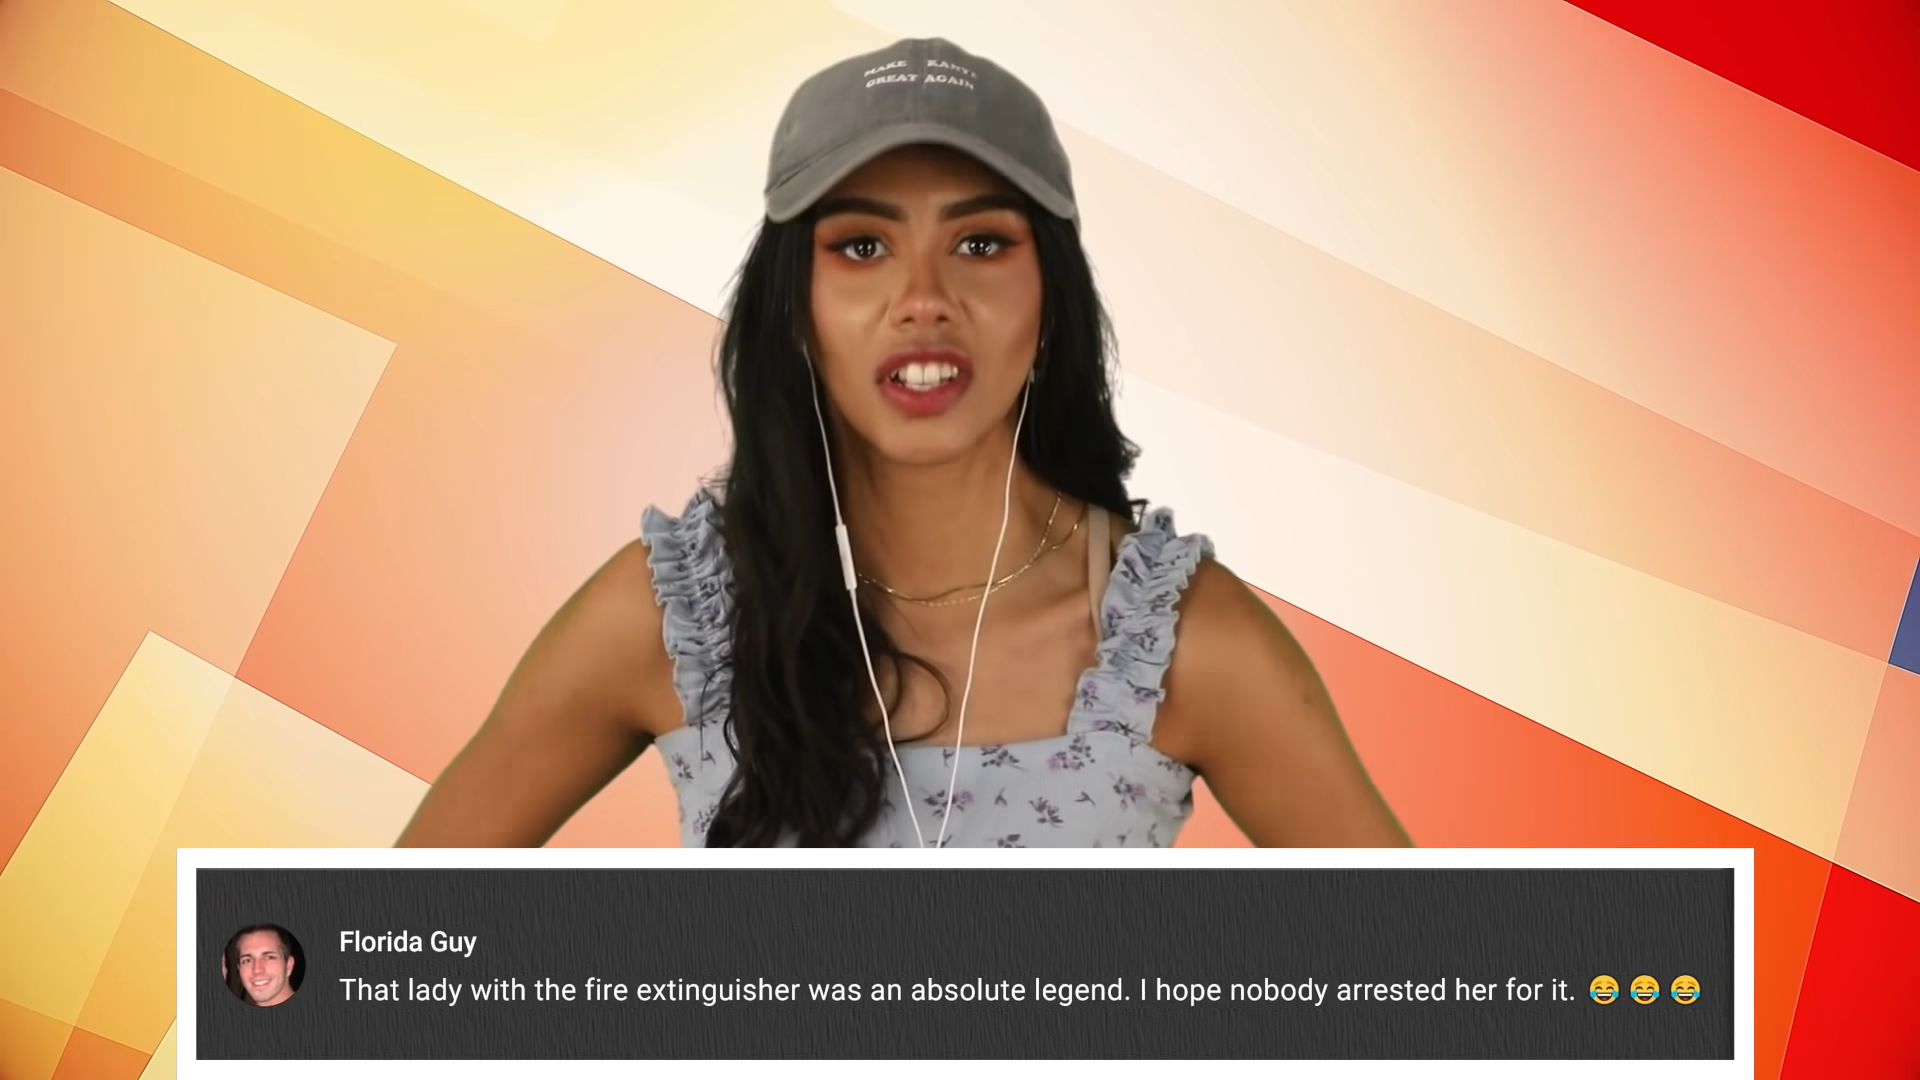 MAKE KANYE
GREAT AGAIN
Florida Guy
That lady with the fire extinguisher was an absolute legend. I hope nobody arrested her for it. 😂 😂 😂